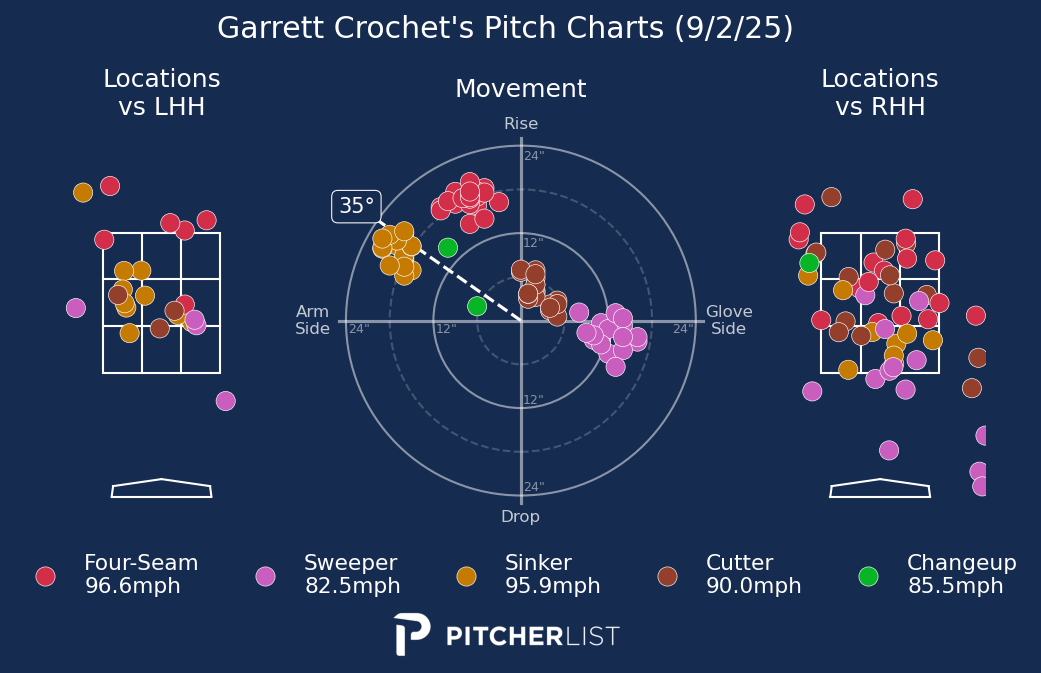 Garrett Crochet's Pitch Charts (9/2/25)
Locations
vs LHH
Movement
Locations
vs RHH
Rise
24"
35°
12"
Arm
Side
24"
12"
24"
Glove
Side
12"
24"
Drop
Four-Seam
96.6mph
Sweeper
82.5mph
Sinker
95.9mph
Cutter
90.0mph
Changeup
85.5mph
PITCHERLIST